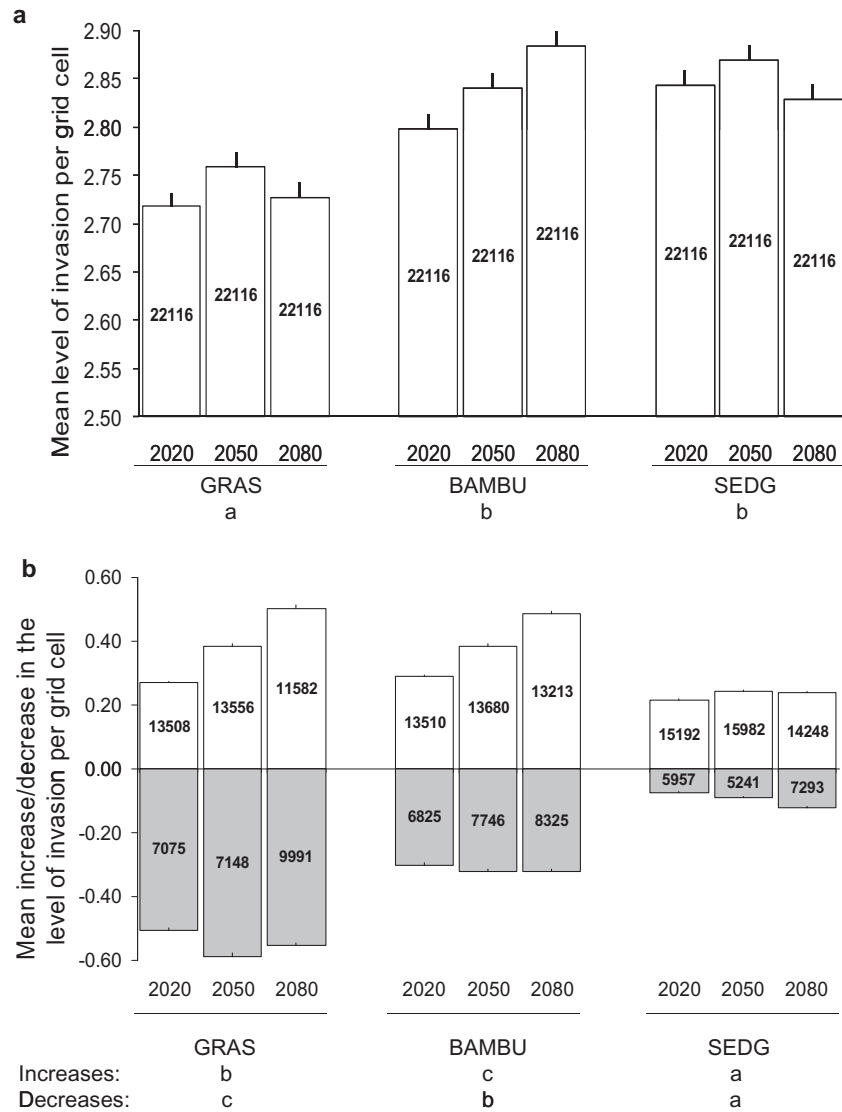 a
Mean level of invasion per grid cell
2.90
2.85
2.80
2.75
2.70
2.65
2.60
2.55
2.50
22116 22116 22116 22116 22116 22116 22116 22116 22116
2020 2050 2080 2020 2050 2080 2020 2050 2080
GRAS BAMBU SEDG
a b b
b
Mean increase/decrease in the
level of invasion per grid cell
0.60
0.40
0.20
0.00
-0.20
-0.40
-0.60
13508 13556 11582 13510 13680 13213 15192 15982 14248
7075 7148 9991 6825 7746 8325 5957 5241 7293
2020 2050 2080 2020 2050 2080 2020 2050 2080
GRAS BAMBU SEDG
Increases: b c a
Decreases: c b a